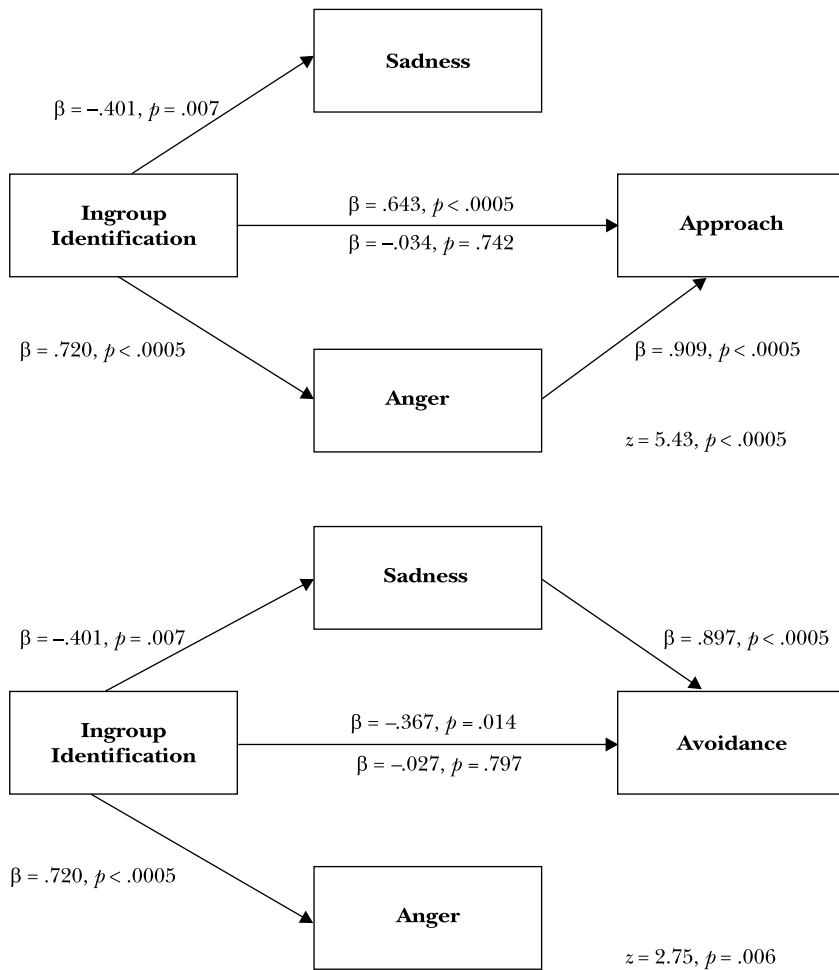 Sadness
β = –.401, p = .007
Ingroup
Identification
β = .643, p < .0005
β = –.034, p = .742
Approach
β = .720, p < .0005
Anger
β = .909, p < .0005
z = 5.43, p < .0005
Sadness
β = –.401, p = .007
β = .897, p < .0005
Ingroup
Identification
β = –.367, p = .014
β = –.027, p = .797
Avoidance
β = .720, p < .0005
Anger
z = 2.75, p = .006